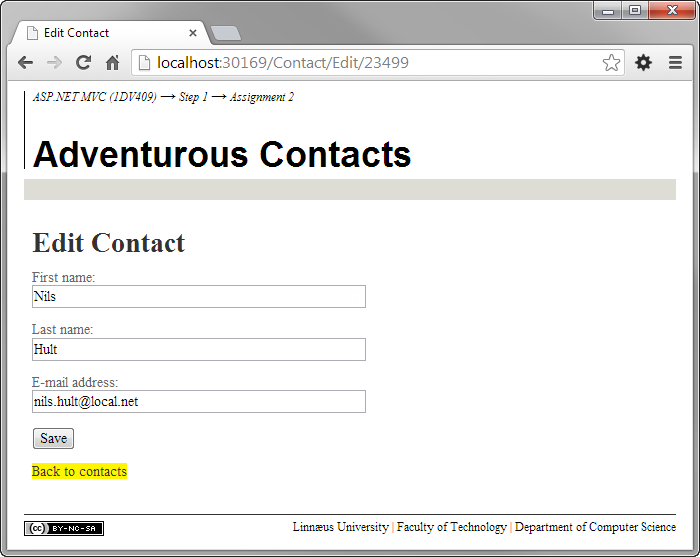 Edit Contact
localhost:30169/Contact/Edit/23499
ASP.NET MVC (1DV409) → Step 1 → Assignment 2
Adventurous Contacts
Edit Contact
First name:
Nils
Last name:
Hult
E-mail address:
nils.hult@local.net
Save
Back to contacts
(cc) BY-NC-SA
Linnæus University | Faculty of Technology | Department of Computer Science